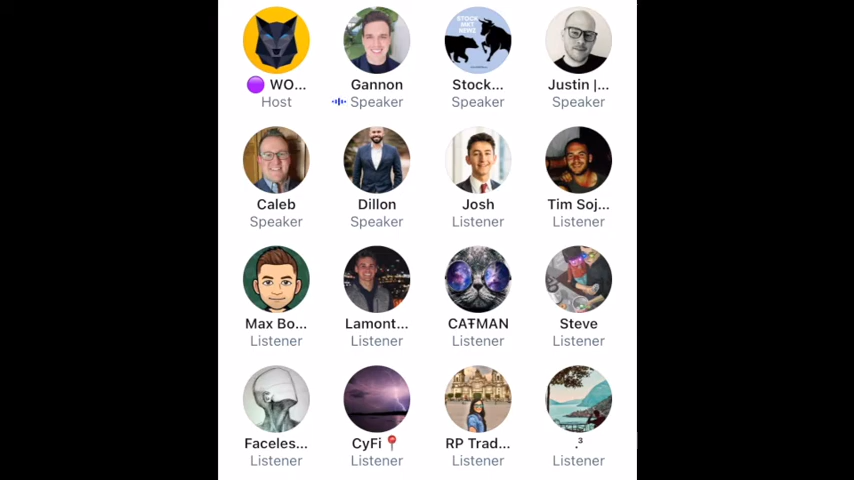 WO... Gannon Stock... Justin |...
Host Speaker Speaker Speaker
Caleb Dillon Josh Tim Soj...
Speaker Speaker Listener Listener
Max Bo... Lamont... CAŦMAN Steve
Listener Listener Listener Listener
Faceles... CyFi📍 RP Trad... .³
Listener Listener Listener Listener